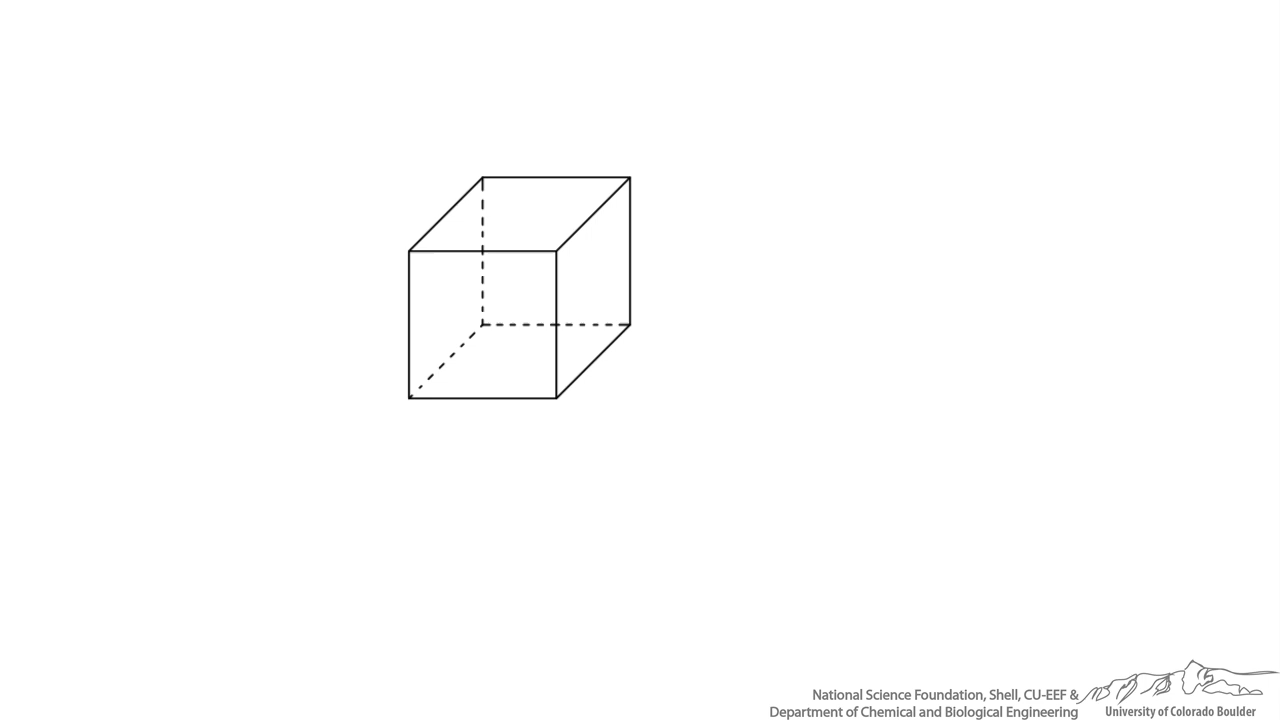 National Science Foundation, Shell, CU-EEF &
Department of Chemical and Biological Engineering
University of Colorado Boulder